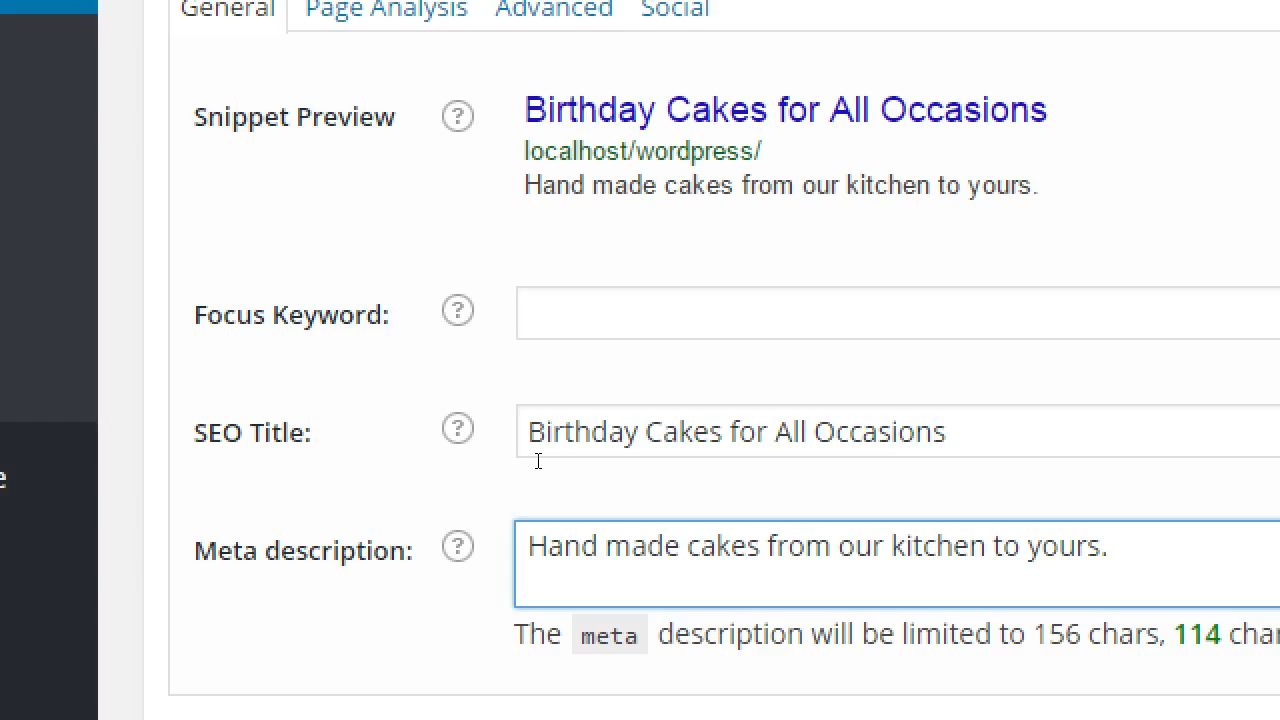 General Page Analysis Advanced Social
Snippet Preview ? Birthday Cakes for All Occasions
localhost/wordpress/
Hand made cakes from our kitchen to yours.
Focus Keyword: ?
SEO Title: ? Birthday Cakes for All Occasions
e
Meta description: ? Hand made cakes from our kitchen to yours.
The meta description will be limited to 156 chars, 114 char